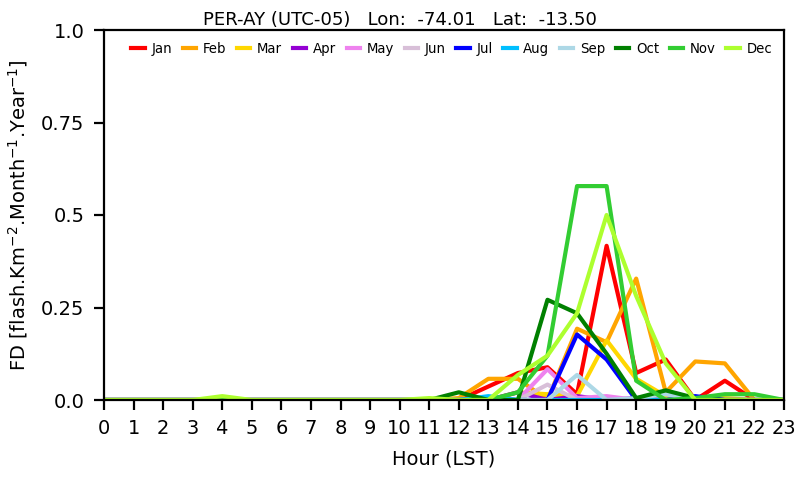 PER-AY (UTC-05)   Lon:  -74.01   Lat:  -13.50
Jan Feb Mar Apr May Jun Jul Aug Sep Oct Nov Dec
1.0
0.75
0.5
0.25
0.0
FD [flash.Km⁻².Month⁻¹.Year⁻¹]
0 1 2 3 4 5 6 7 8 9 10 11 12 13 14 15 16 17 18 19 20 21 22 23
Hour (LST)